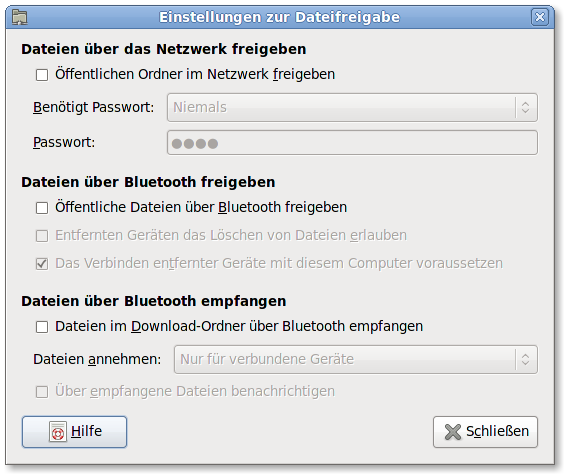 Einstellungen zur Dateifreigabe
Dateien über das Netzwerk freigeben
Öffentlichen Ordner im Netzwerk freigeben
Benötigt Passwort: Niemals
Passwort: ●●●●
Dateien über Bluetooth freigeben
Öffentliche Dateien über Bluetooth freigeben
Entfernten Geräten das Löschen von Dateien erlauben
Das Verbinden entfernter Geräte mit diesem Computer voraussetzen
Dateien über Bluetooth empfangen
Dateien im Download-Ordner über Bluetooth empfangen
Dateien annehmen: Nur für verbundene Geräte
Über empfangene Dateien benachrichtigen
Hilfe Schließen